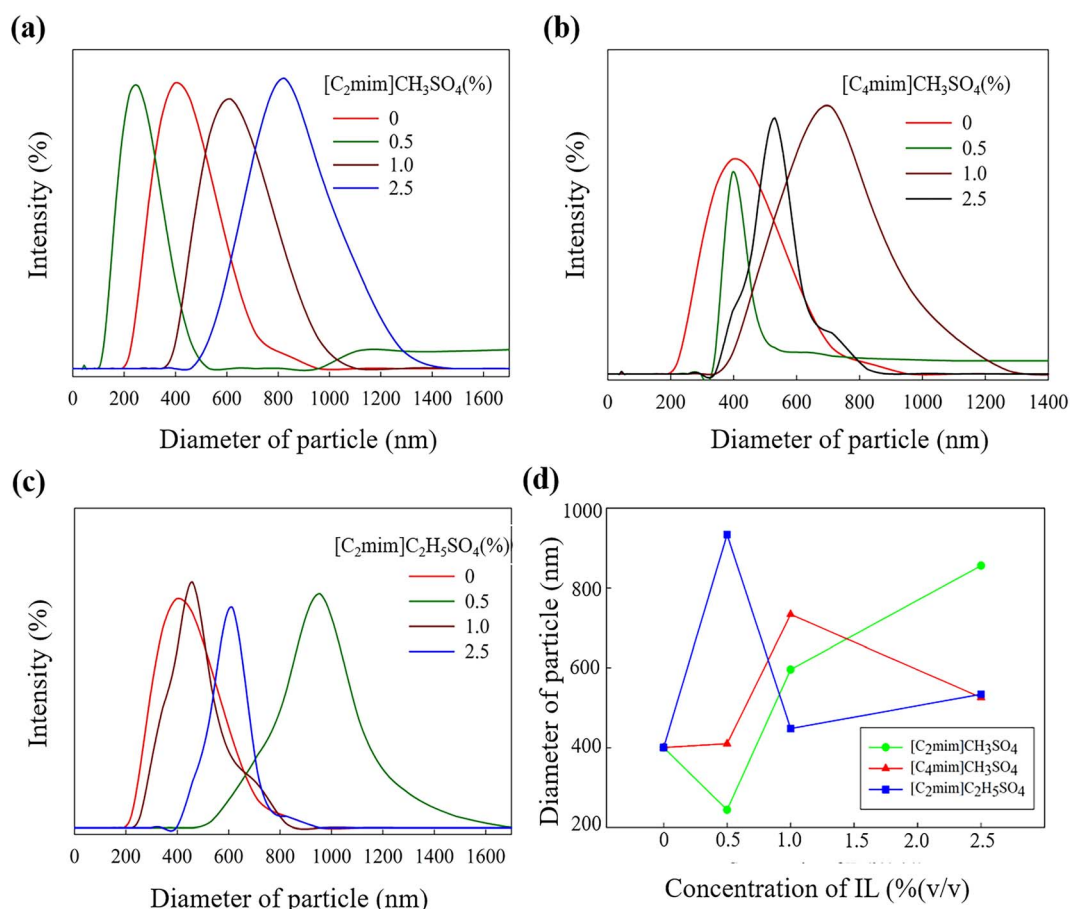 (a)
[C₂mim]CH₃SO₄(%)
0
0.5
1.0
2.5
Intensity (%)
0 200 400 600 800 1000 1200 1400 1600
Diameter of particle (nm)
(b)
[C₄mim]CH₃SO₄(%)
0
0.5
1.0
2.5
Intensity (%)
0 200 400 600 800 1000 1200 1400
Diameter of particle (nm)
(c)
[C₂mim]C₂H₅SO₄(%)
0
0.5
1.0
2.5
Intensity (%)
0 200 400 600 800 1000 1200 1400 1600
Diameter of particle (nm)
(d)
1000
800
600
400
200
Diameter of particle (nm)
[C₂mim]CH₃SO₄
[C₄mim]CH₃SO₄
[C₂mim]C₂H₅SO₄
0 0.5 1.0 1.5 2.0 2.5
Concentration of IL (%(v/v)